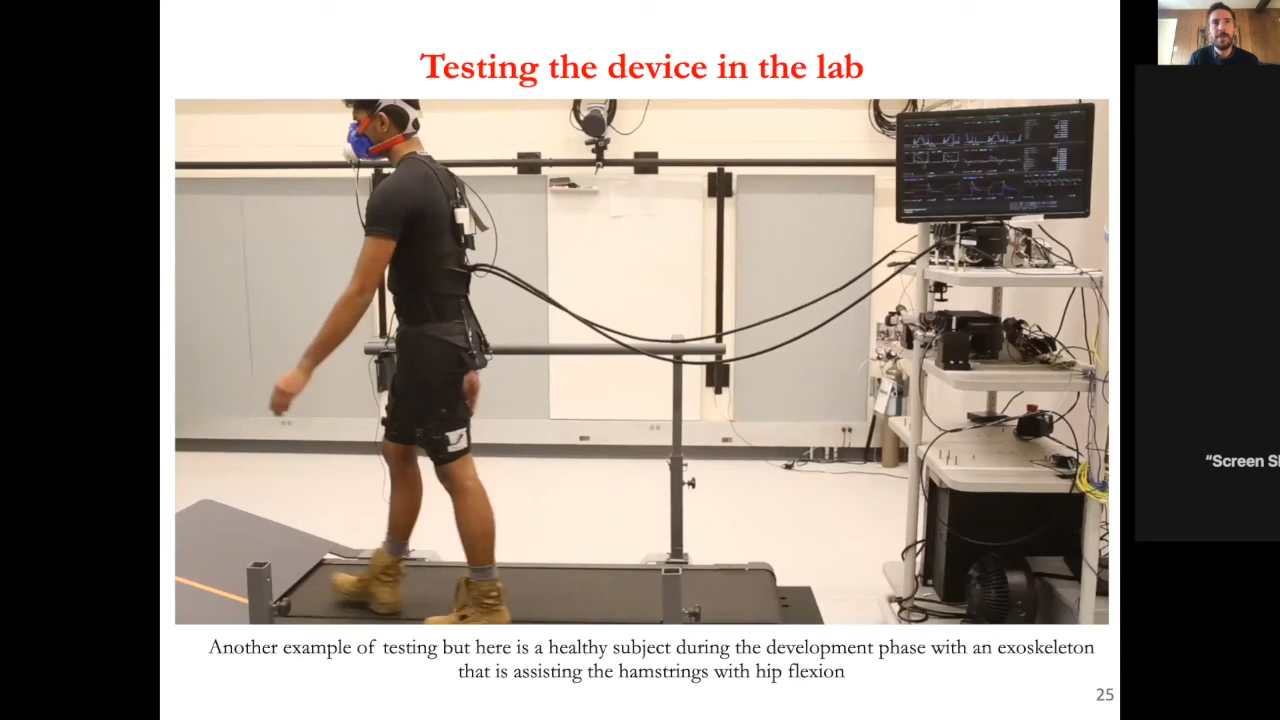 Testing the device in the lab
Another example of testing but here is a healthy subject during the development phase with an exoskeleton
that is assisting the hamstrings with hip flexion
25
“Screen S